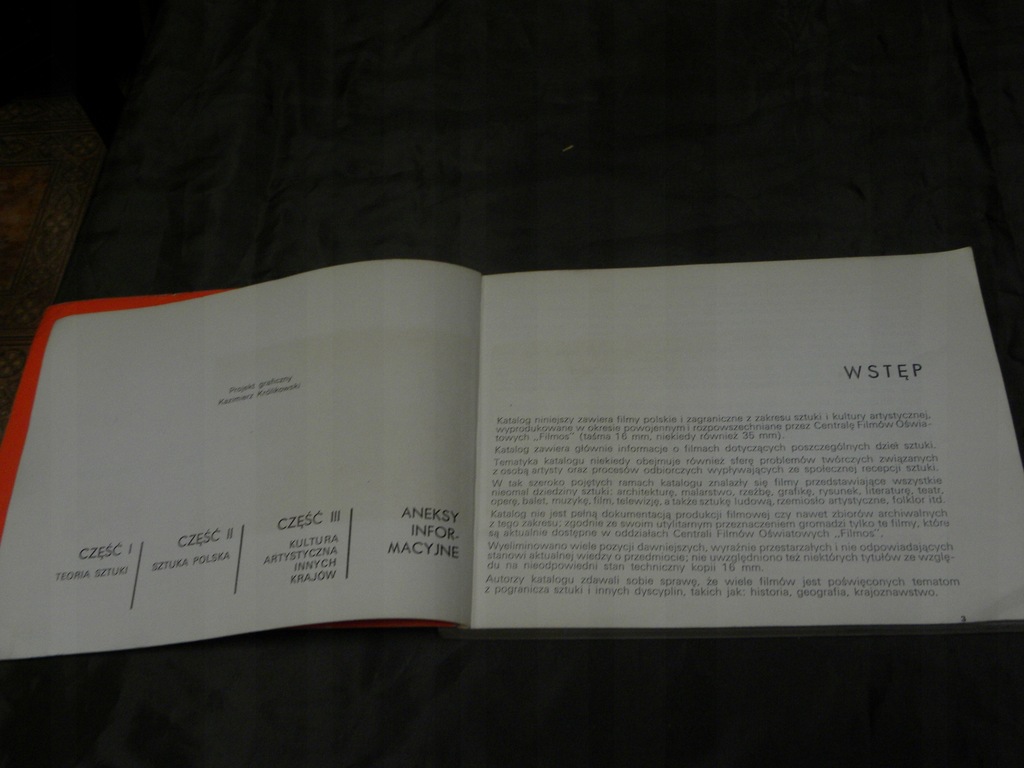 Projekt graficzny
Kazimierz Królikowski
CZĘŚĆ I
TEORIA SZTUKI
CZĘŚĆ II
SZTUKA POLSKA
CZĘŚĆ III
KULTURA
ARTYSTYCZNA
INNYCH
KRAJÓW
ANEKSY
INFOR-
MACYJNE
WSTĘP
Katalog niniejszy zawiera filmy polskie i zagraniczne z zakresu sztuki i kultury artystycznej,
wyprodukowane w okresie powojennym i rozpowszechniane przez Centralę Filmów Oświa-
towych „Filmos" (taśma 16 mm, niekiedy również 35 mm).
Katalog zawiera głównie informacje o filmach dotyczących poszczególnych dzieł sztuki.
Tematyka katalogu niekiedy obejmuje również sferę problemów twórczych związanych
z osobą artysty oraz procesów odbiorczych wypływających ze społecznej recepcji sztuki.
W tak szeroko pojętych ramach katalogu znalazły się filmy przedstawiające wszystkie
nieomal dziedziny sztuki: architekturę, malarstwo, rzeźbę, grafikę, rysunek, literaturę, teatr,
operę, balet, muzykę, film, telewizję, a także sztukę ludową, rzemiosło artystyczne, folklor itd.
Katalog nie jest pełną dokumentacją produkcji filmowej czy nawet zbiorów archiwalnych
z tego zakresu; zgodnie ze swoim utylitarnym przeznaczeniem gromadzi tylko te filmy, które
są aktualnie dostępne w oddziałach Centrali Filmów Oświatowych „Filmos".
Wyeliminowano wiele pozycji dawniejszych, wyraźnie przestarzałych i nie odpowiadających
stanowi aktualnej wiedzy o przedmiocie; nie uwzględniono też niektórych tytułów ze wzglę-
du na nieodpowiedni stan techniczny kopii 16 mm.
Autorzy katalogu zdawali sobie sprawę, że wiele filmów jest poświęconych tematom
z pogranicza sztuki i innych dyscyplin, takich jak: historia, geografia, krajoznawstwo.
3